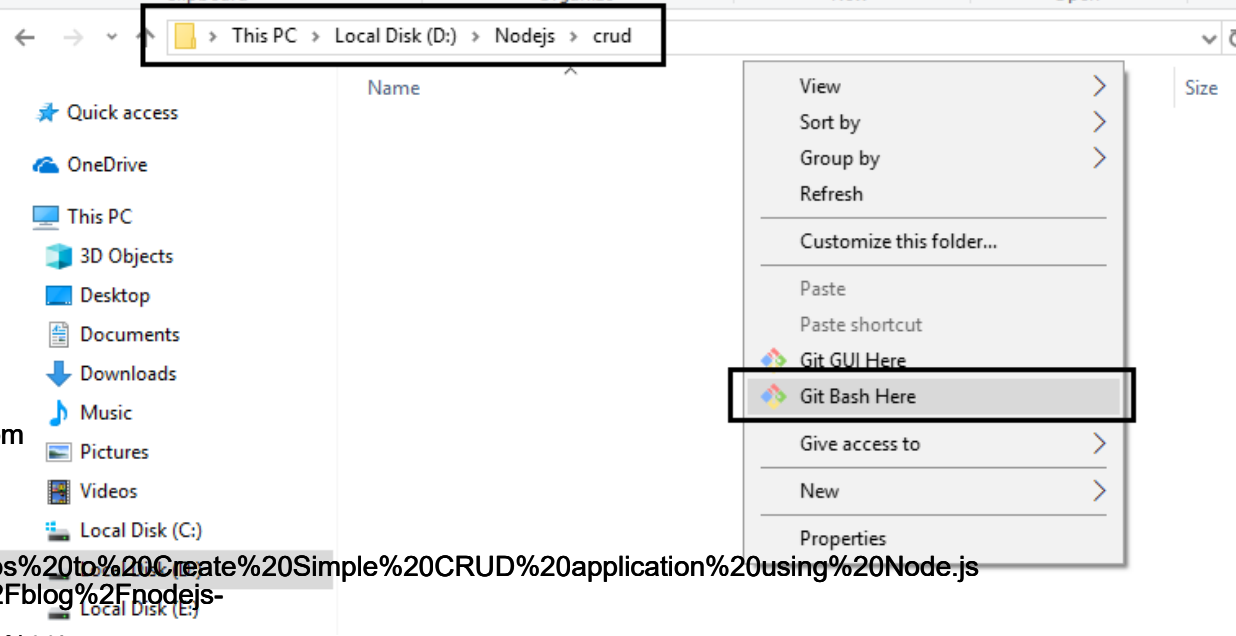 This PC > Local Disk (D:) > Nodejs > crud
Name
Size
Quick access
OneDrive
This PC
3D Objects
Desktop
Documents
Downloads
Music
Pictures
Videos
Local Disk (C:)
Local Disk (D:)
Local Disk (E:)
View
Sort by
Group by
Refresh
Customize this folder...
Paste
Paste shortcut
Git GUI Here
Git Bash Here
Give access to
New
Properties
m
s%20to%20Create%20Simple%20CRUD%20application%20using%20Node.js
Fblog%2Fnodejs-